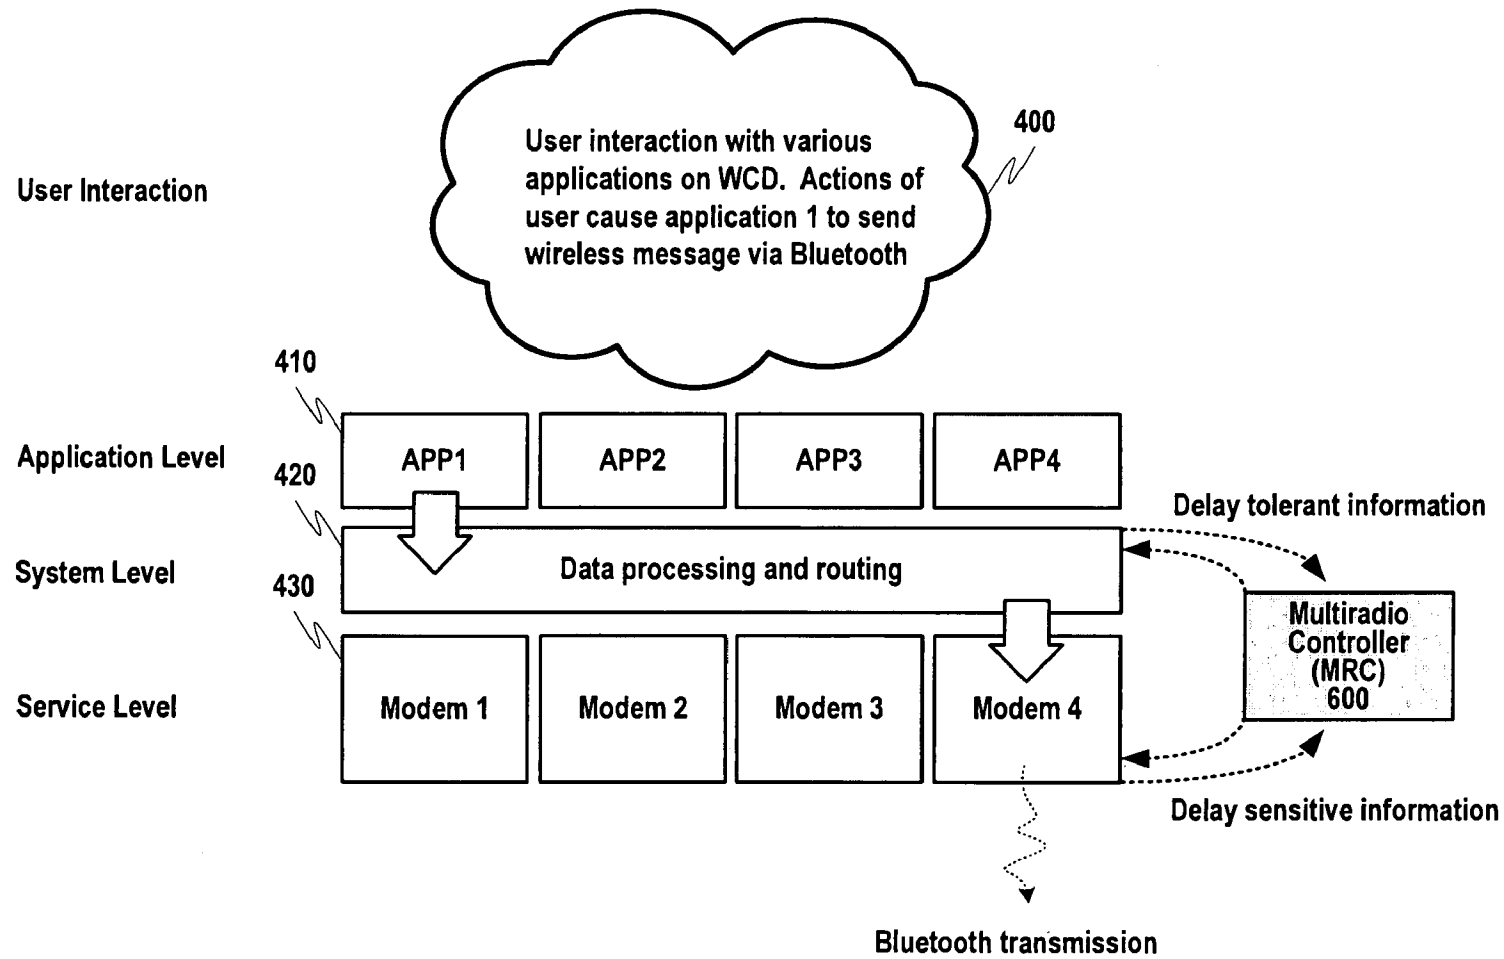 User interaction with various
applications on WCD. Actions of
user cause application 1 to send
wireless message via Bluetooth
400
User Interaction
410
Application Level
APP1
APP2
APP3
APP4
420
Delay tolerant information
System Level
Data processing and routing
430
Multiradio
Controller
(MRC)
600
Service Level
Modem 1
Modem 2
Modem 3
Modem 4
Delay sensitive information
Bluetooth transmission